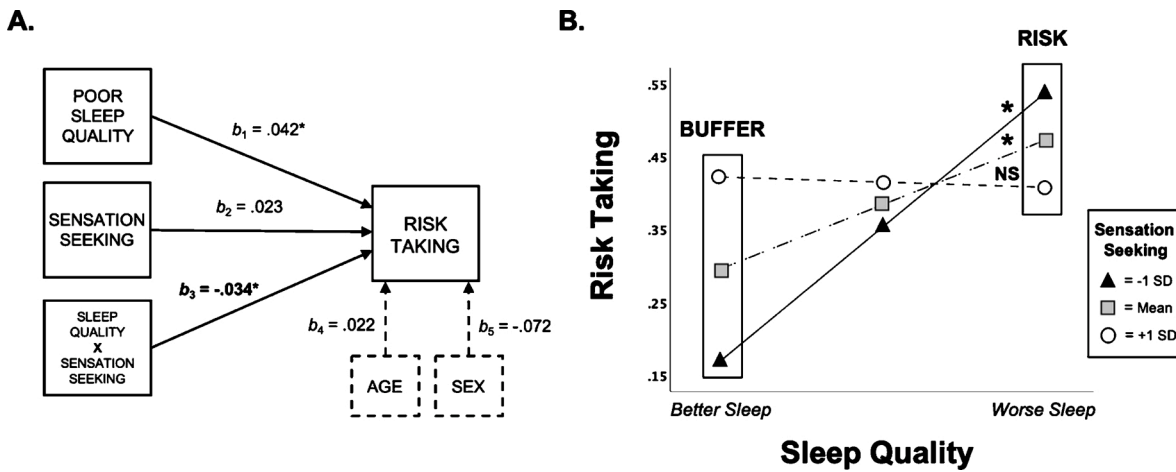 A.
POOR
SLEEP
QUALITY
b1 = .042*
SENSATION
SEEKING
b2 = .023
RISK
TAKING
b3 = -.034*
SLEEP
QUALITY
X
SENSATION
SEEKING
b4 = .022
b5 = -.072
AGE
SEX
B.
RISK
BUFFER
*
*
NS
Risk Taking
.55
.45
.35
.25
.15
Better Sleep
Worse Sleep
Sleep Quality
Sensation
Seeking
= -1 SD
= Mean
= +1 SD